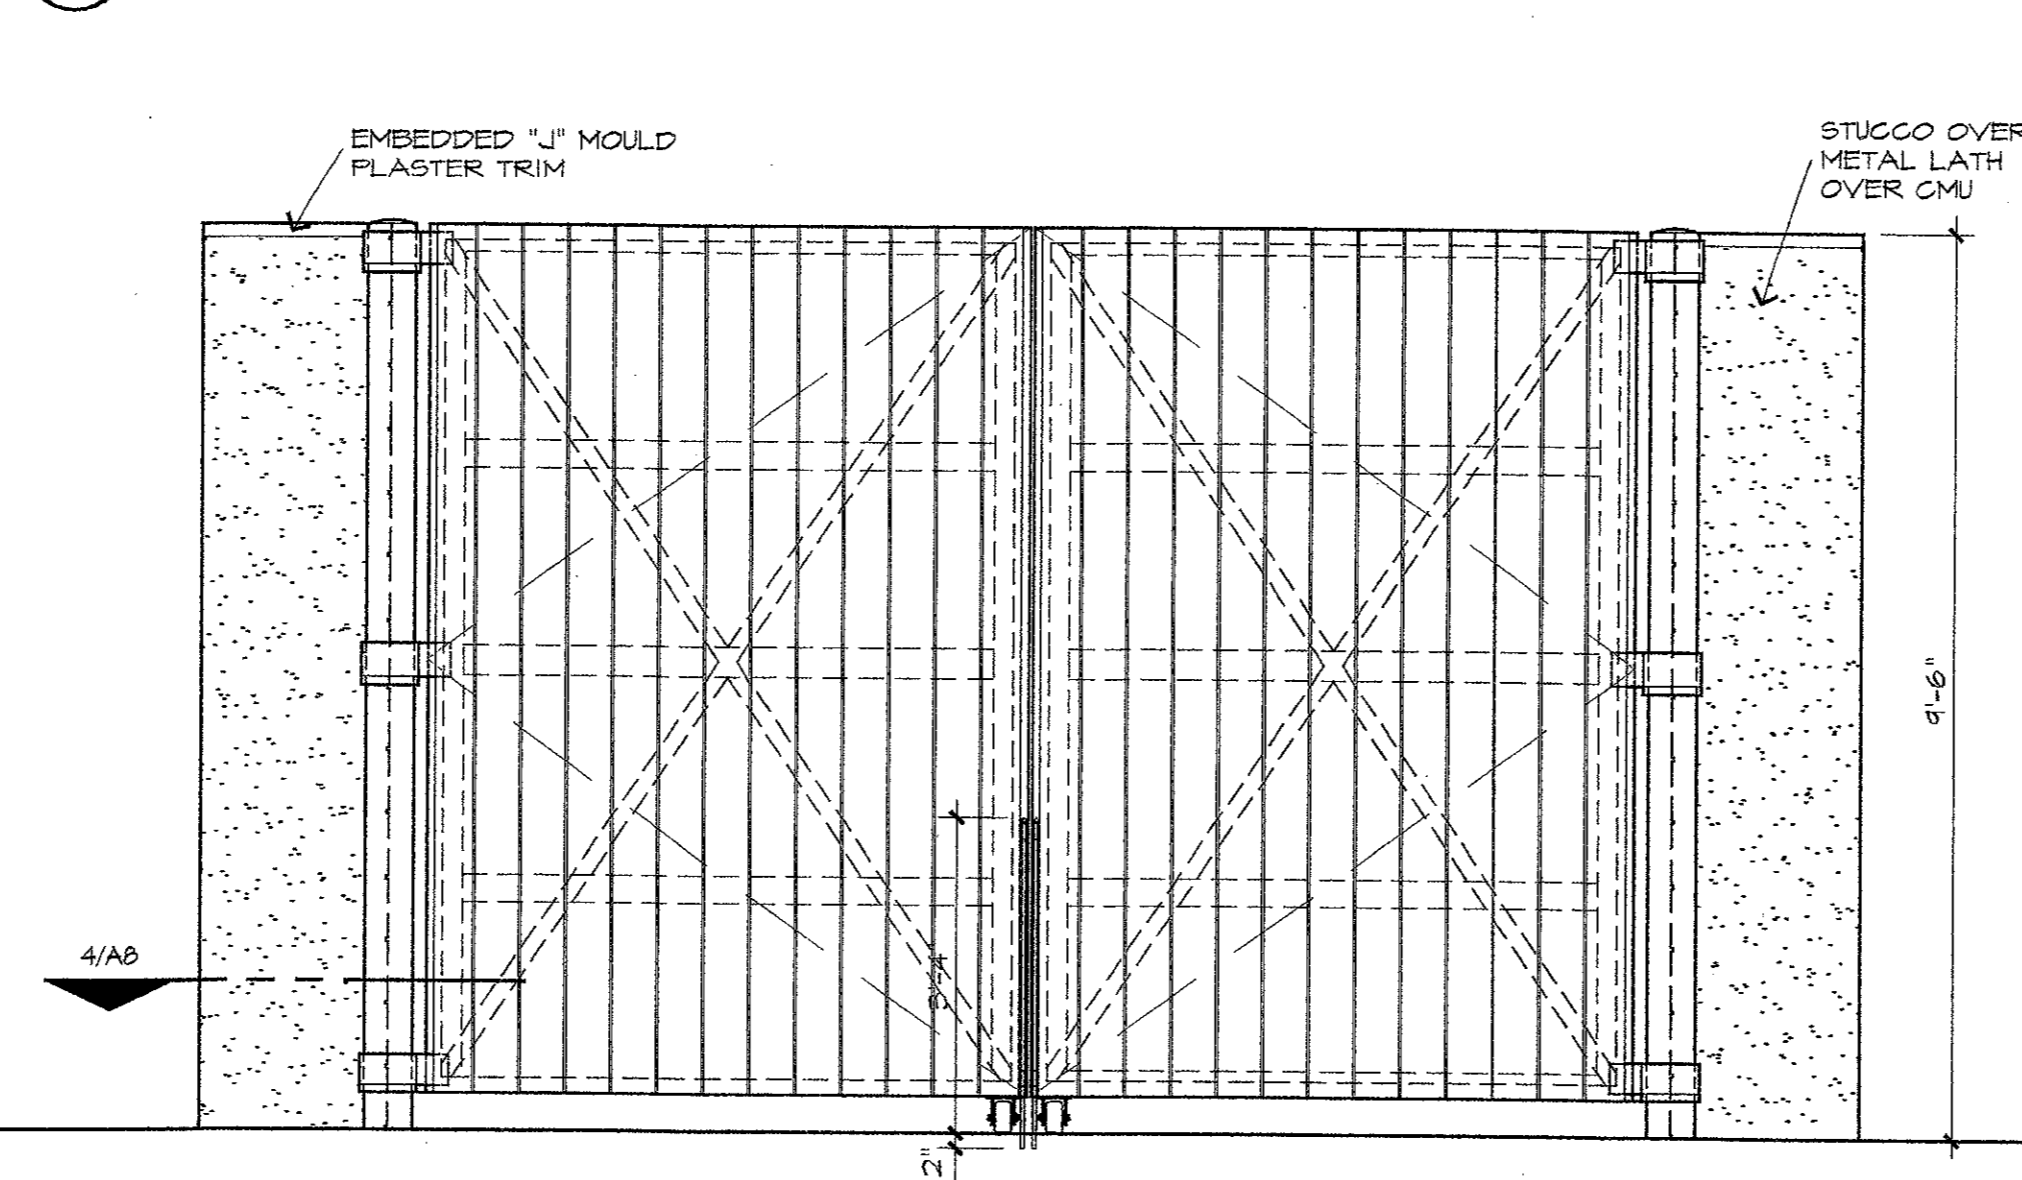 EMBEDDED "J" MOULD
PLASTER TRIM
STUCCO OVER
METAL LATH
OVER CMU
9'-6"
4/A8
3'-4
2"